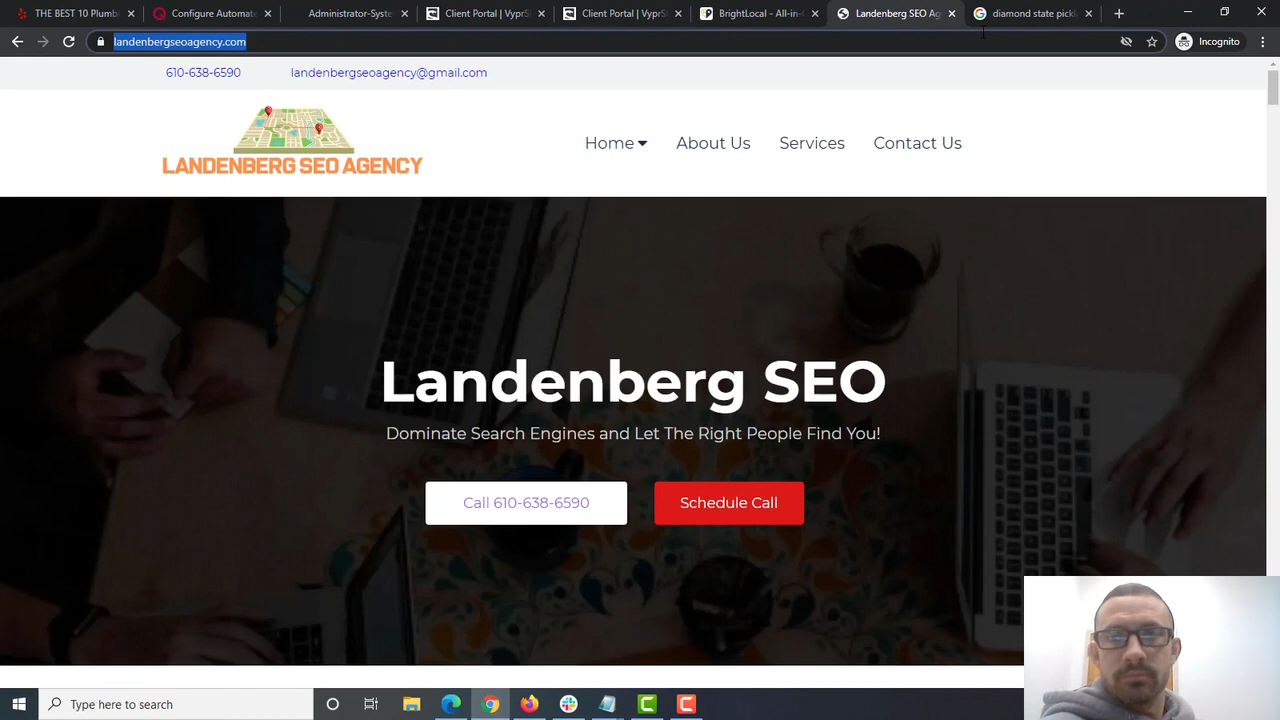 THE BEST 10 Plumb
Configure Automate
Administrator-Syste
Client Portal | VyprS
Client Portal | VyprS
BrightLocal - All-in-
Landenberg SEO Ag
diamond state pickl
landenbergseoagency.com
Incognito
610-638-6590
landenbergseoagency@gmail.com
LANDENBERG SEO AGENCY
Home
About Us
Services
Contact Us
Landenberg SEO
Dominate Search Engines and Let The Right People Find You!
Call 610-638-6590
Schedule Call
Type here to search